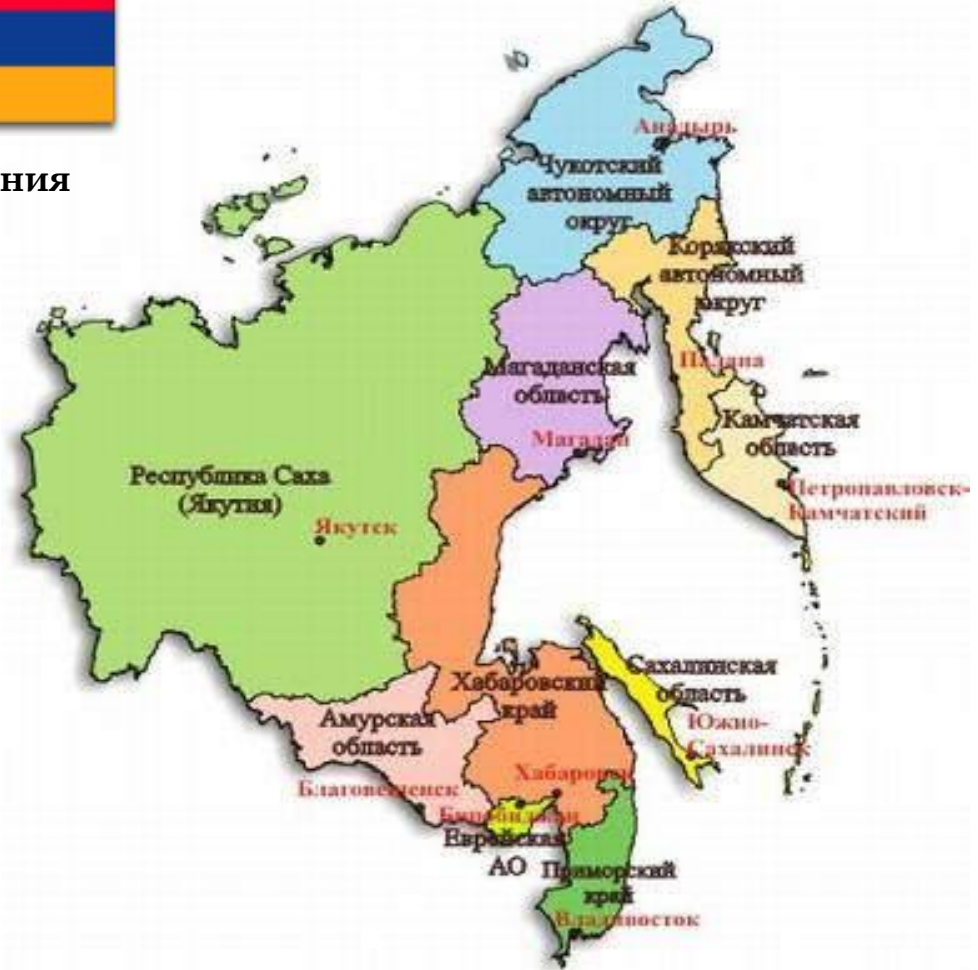 ния
Анадырь
Чукотский
автономный
округ
Корякский
автономный
округ
Палана
Магаданская
область
Магадан
Камчатская
область
Петропавловск-
Камчатский
Республика Саха
(Якутия)
Якутск
Хабаровский
край
Сахалинская
область
Южно-
Сахалинск
Амурская
область
Хабаровск
Благовещенск
Биробиджан
Еврейская
АО
Приморский
край
Владивосток